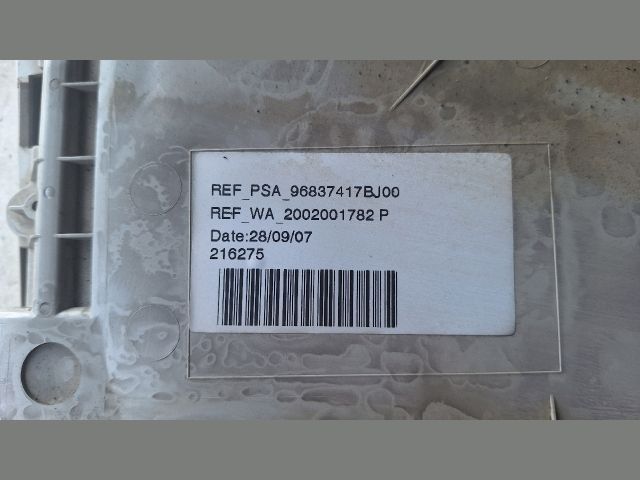 REF_PSA_96837417BJ00
REF_WA_2002001782 P
Date:28/09/07
216275